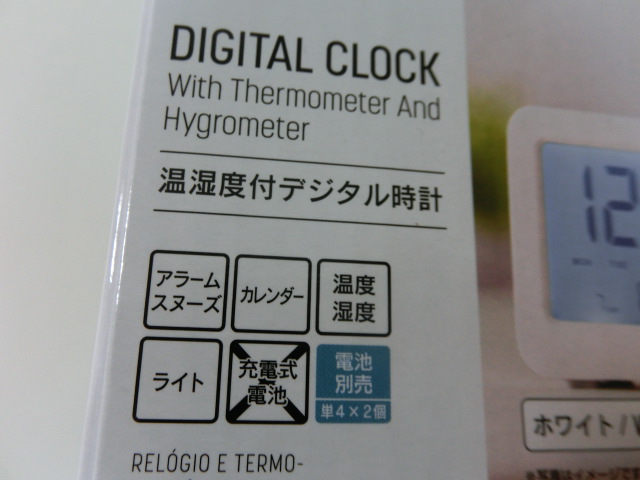 DIGITAL CLOCK
With Thermometer And
Hygrometer
温湿度付デジタル時計
アラーム
スヌーズ
カレンダー
温度
湿度
ライト
充電式
電池
電池
別売
単4×2個
RELÓGIO E TERMO-
12
ホワイト/W